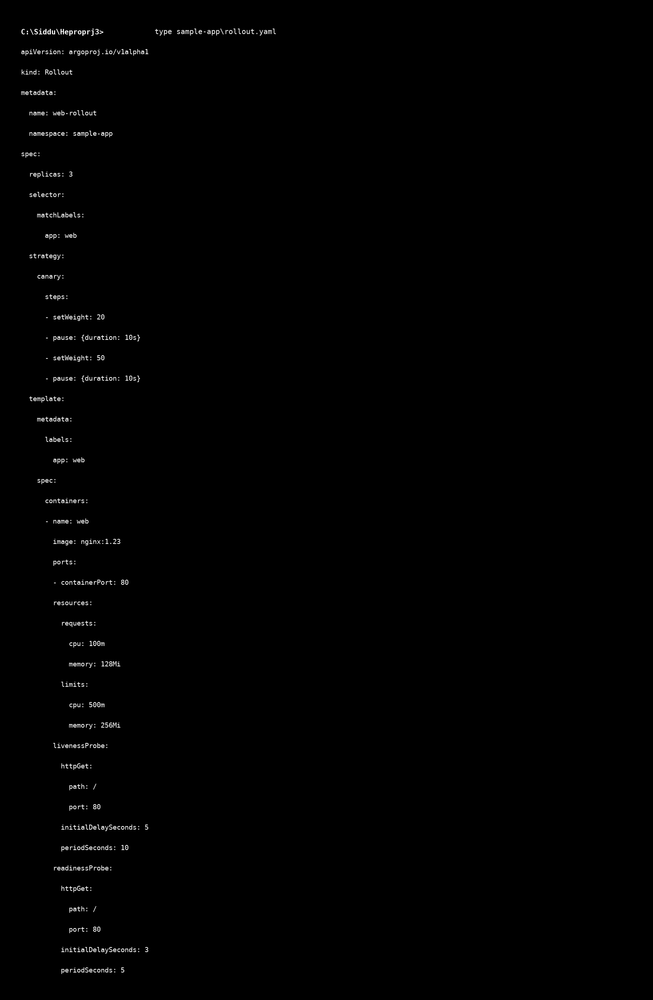 C:\Siddu\Heproprj3> type sample-app\rollout.yaml
apiVersion: argoproj.io/v1alpha1
kind: Rollout
metadata:
  name: web-rollout
  namespace: sample-app
spec:
  replicas: 3
  selector:
    matchLabels:
      app: web
  strategy:
    canary:
      steps:
      - setWeight: 20
      - pause: {duration: 10s}
      - setWeight: 50
      - pause: {duration: 10s}
  template:
    metadata:
      labels:
        app: web
    spec:
      containers:
      - name: web
        image: nginx:1.23
        ports:
        - containerPort: 80
        resources:
          requests:
            cpu: 100m
            memory: 128Mi
          limits:
            cpu: 500m
            memory: 256Mi
        livenessProbe:
          httpGet:
            path: /
            port: 80
          initialDelaySeconds: 5
          periodSeconds: 10
        readinessProbe:
          httpGet:
            path: /
            port: 80
          initialDelaySeconds: 3
          periodSeconds: 5